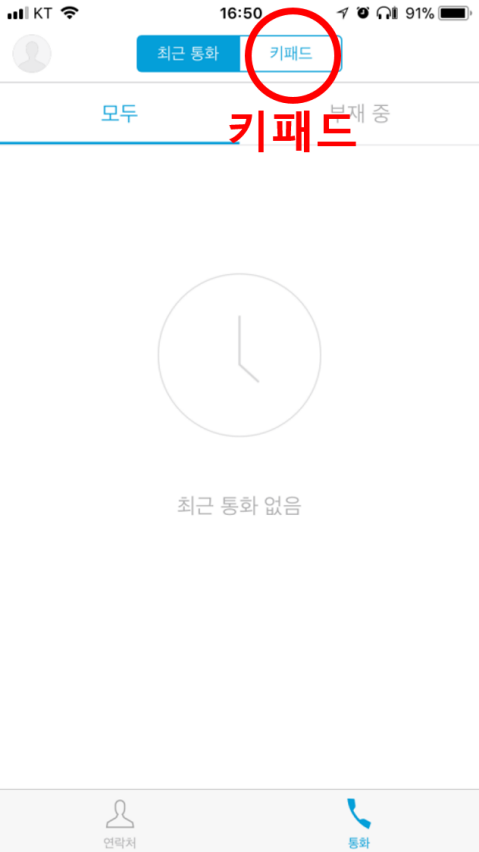 KT 16:50 91%
최근 통화 키패드
모두 부재 중
키패드
최근 통화 없음
연락처 통화